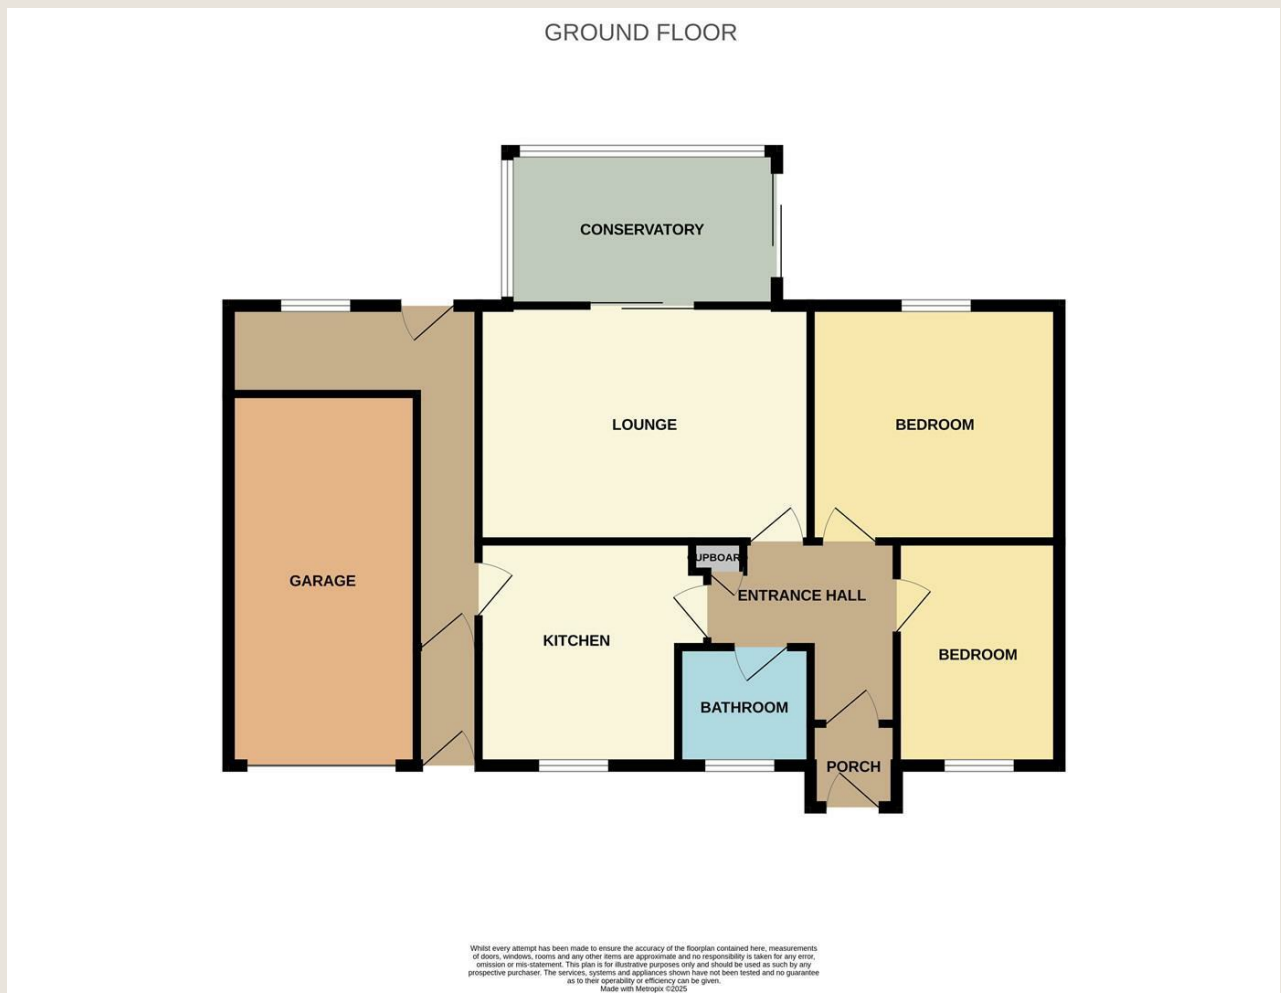 GROUND FLOOR
CONSERVATORY
LOUNGE
BEDROOM
CUPBOARD
GARAGE
ENTRANCE HALL
KITCHEN
BEDROOM
BATHROOM
PORCH
Whilst every attempt has been made to ensure the accuracy of the floorplan contained here, measurements
of doors, windows, rooms and any other items are approximate and no responsibility is taken for any error,
omission or mis-statement. This plan is for illustrative purposes only and should be used as such by any
prospective purchaser. The services, systems and appliances shown have not been tested and no guarantee
as to their operability or efficiency can be given.
Made with Metropix ©2025